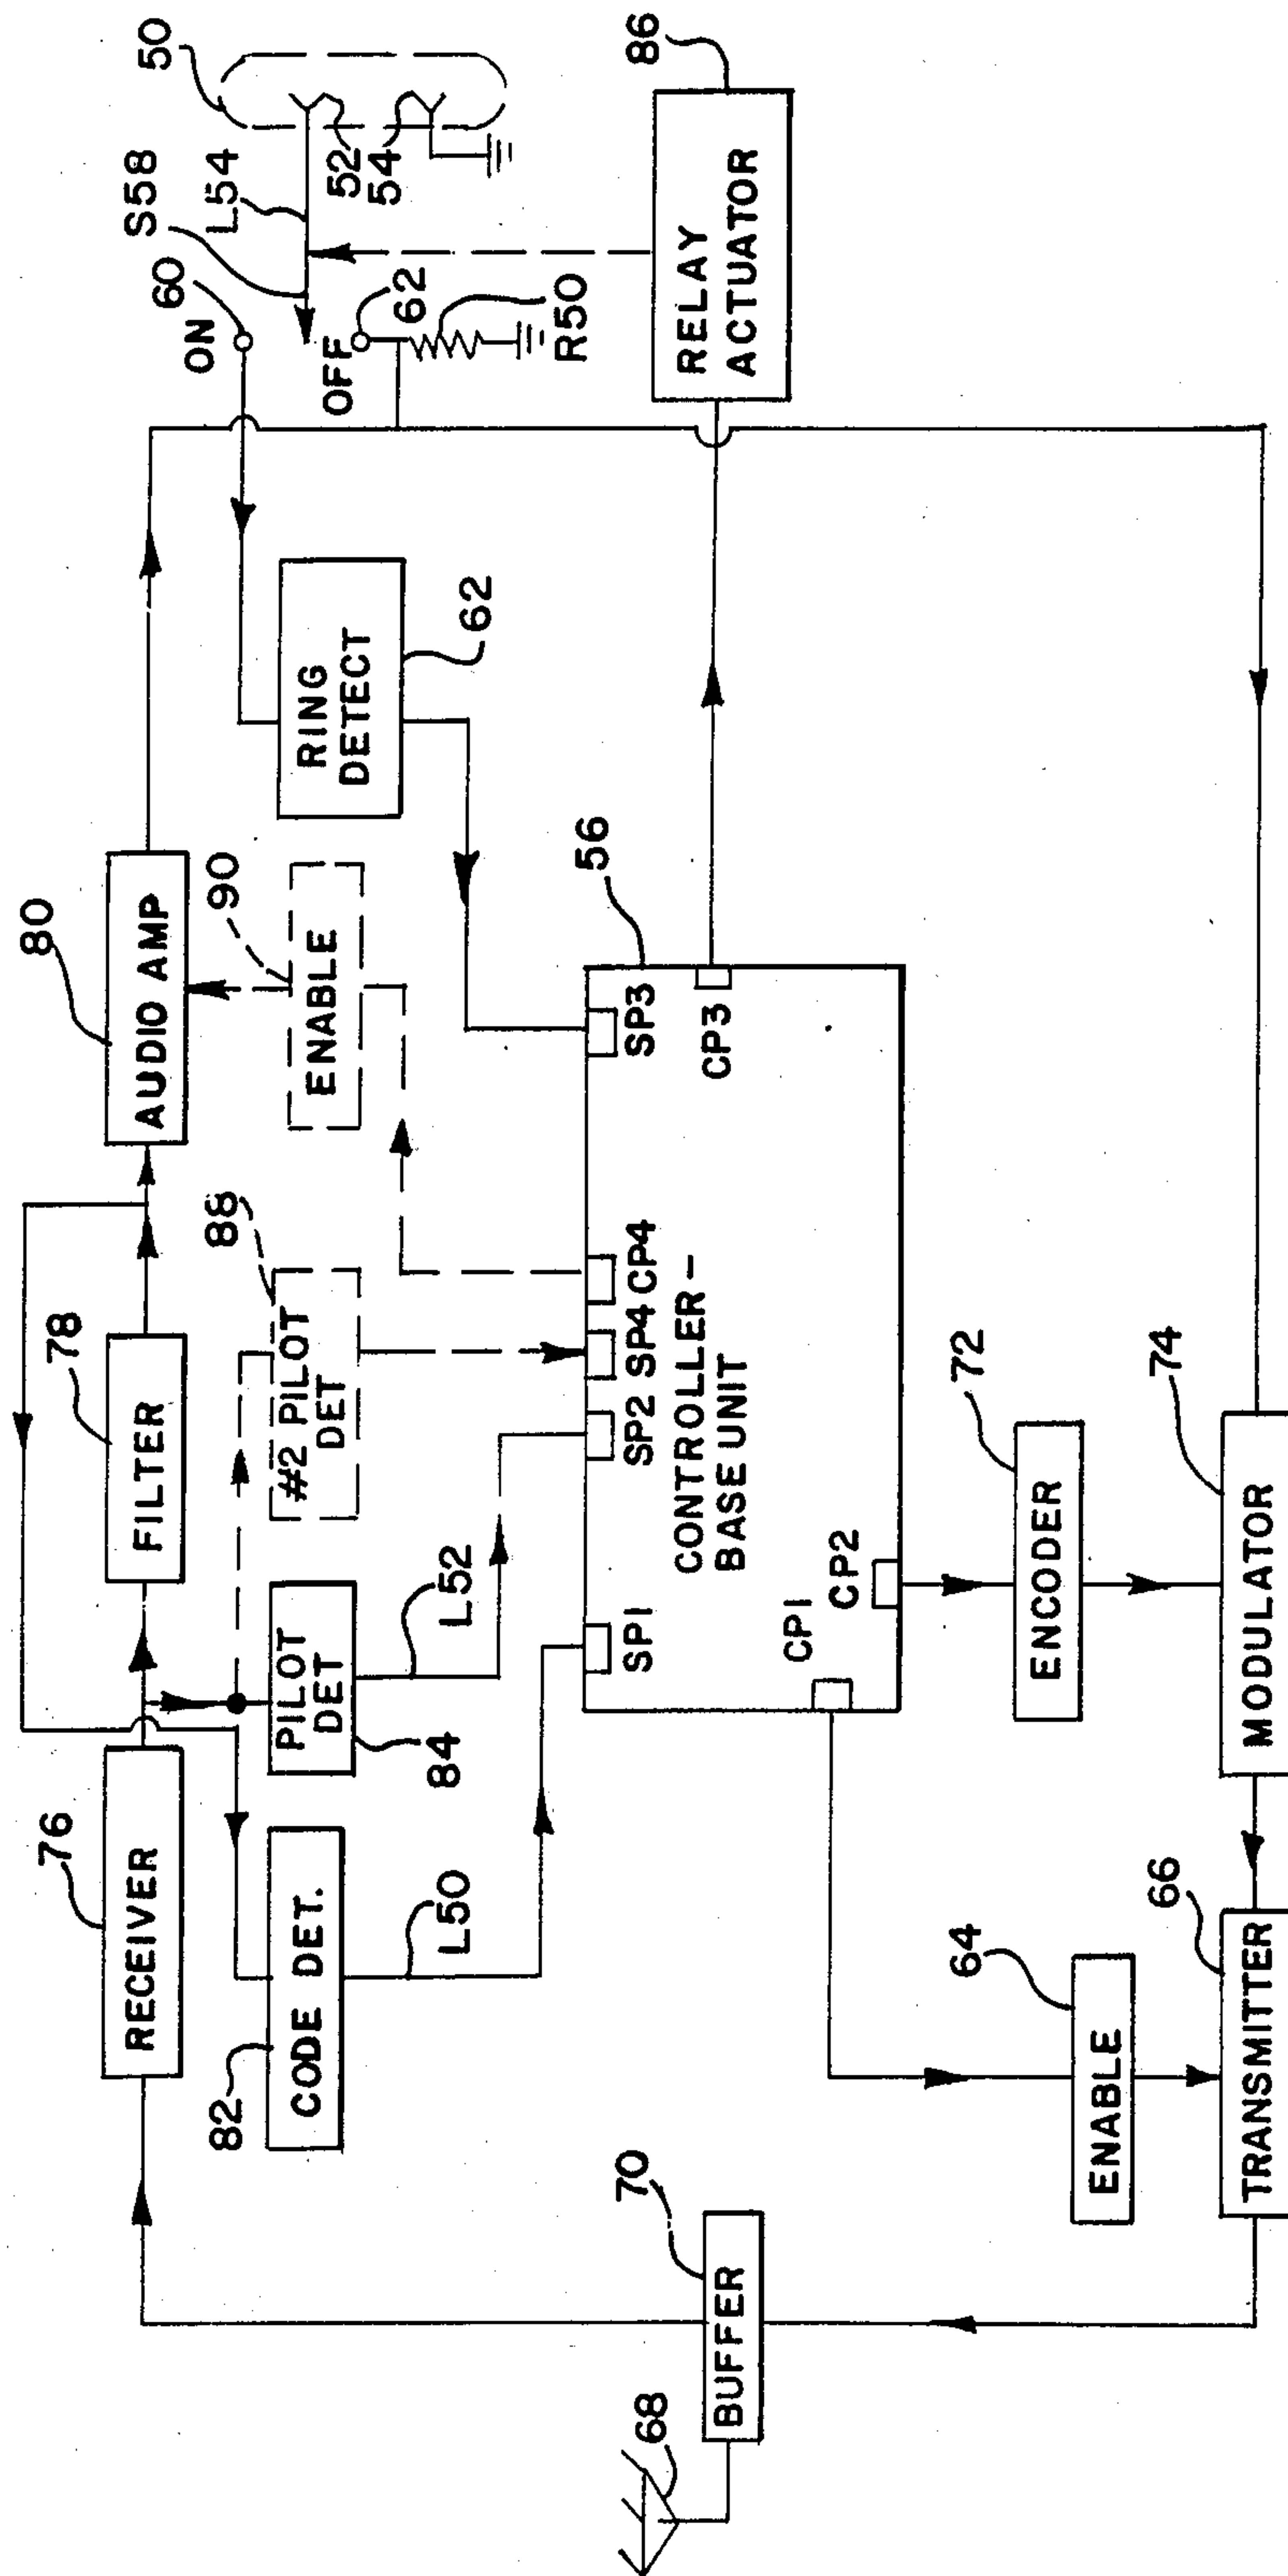 76
RECEIVER
78
FILTER
80
AUDIO AMP
82
CODE DET.
L50
PILOT
DET
84
L52
#2 PILOT
DET
88
ENABLE
90
RING
DETECT
62
ON
60
S58
L54
50
52
54
OFF
62
R50
RELAY
ACTUATOR
86
SP1
SP2
SP4
CP4
SP3
56
CONTROLLER-
BASE UNIT
CP1
CP2
CP3
68
BUFFER
70
ENABLE
64
ENCODER
72
TRANSMITTER
66
MODULATOR
74